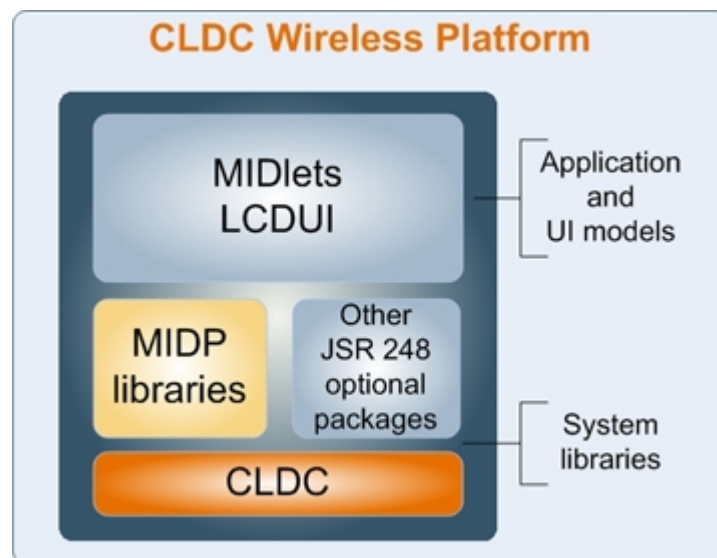 CLDC Wireless Platform
MIDlets
LCDUI
Application
and
UI models
MIDP
libraries
Other
JSR 248
optional
packages
System
libraries
CLDC